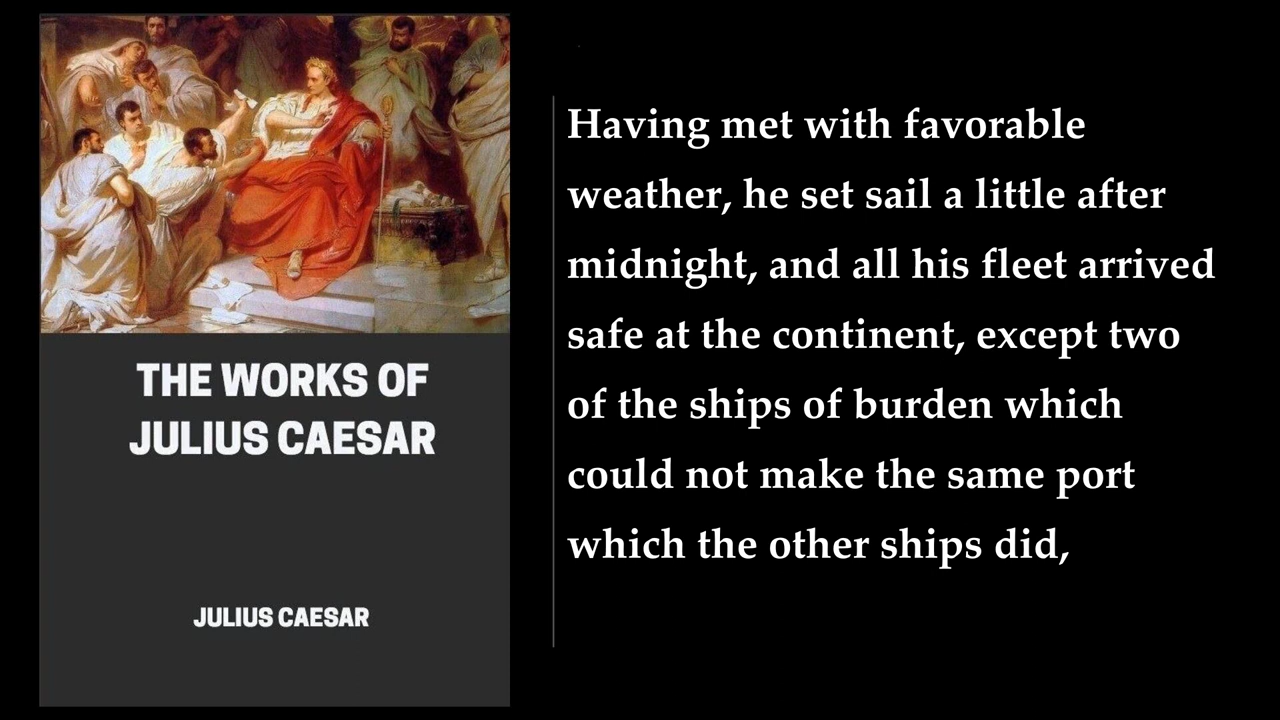 THE WORKS OF
JULIUS CAESAR
JULIUS CAESAR
Having met with favorable
weather, he set sail a little after
midnight, and all his fleet arrived
safe at the continent, except two
of the ships of burden which
could not make the same port
which the other ships did,